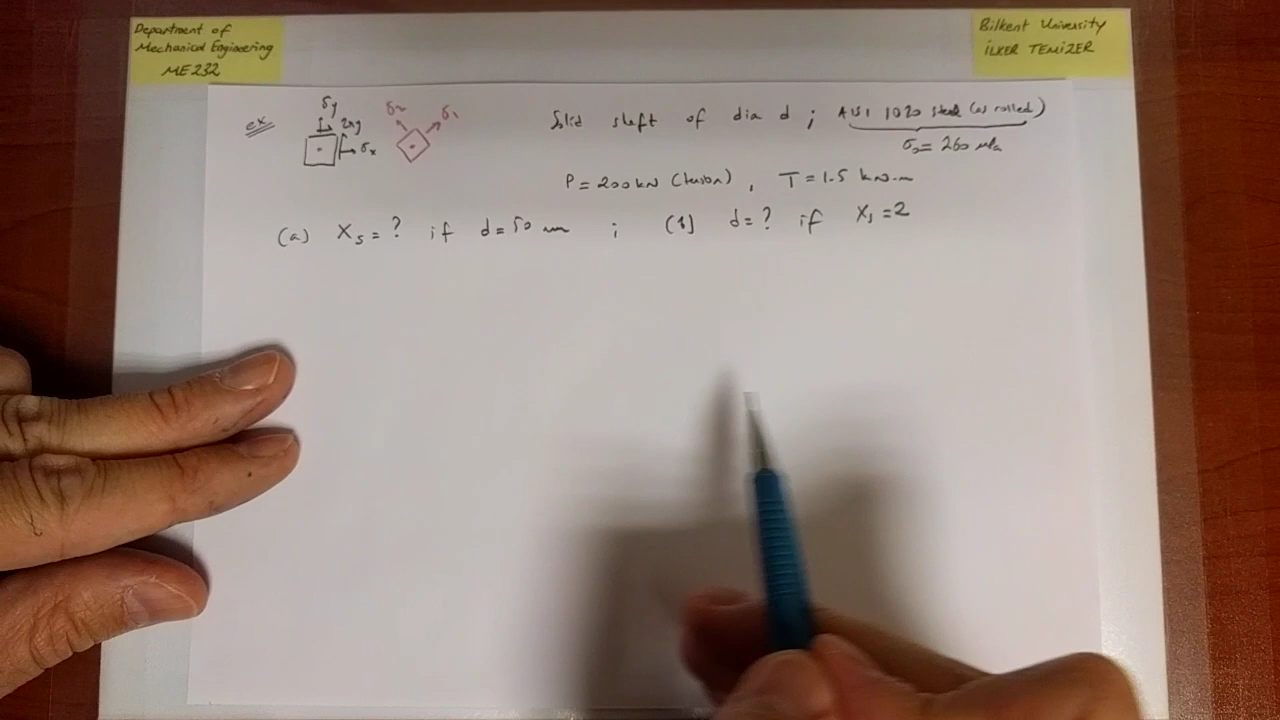 Department of
Mechanical Engineering
ME232
Bilkent University
İLKER TEMİZER
ex.
σy
τxy
σx
σ2
σ1
Solid shaft of dia d ; AISI 1020 steel (as rolled)
σo = 260 MPa
P = 200 kN (tension) , T = 1.5 kN-m
(a) Xs = ? if d = 50 mm ; (b) d = ? if Xs = 2